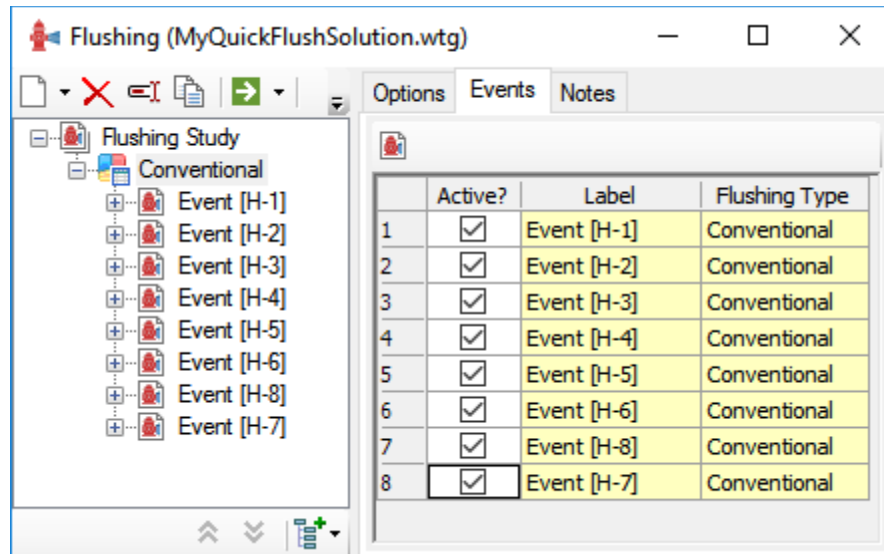 Flushing (MyQuickFlushSolution.wtg)
Options Events Notes
Flushing Study
Conventional
Event [H-1]
Event [H-2]
Event [H-3]
Event [H-4]
Event [H-5]
Event [H-6]
Event [H-8]
Event [H-7]
Active? Label Flushing Type
1 Event [H-1] Conventional
2 Event [H-2] Conventional
3 Event [H-3] Conventional
4 Event [H-4] Conventional
5 Event [H-5] Conventional
6 Event [H-6] Conventional
7 Event [H-8] Conventional
8 Event [H-7] Conventional